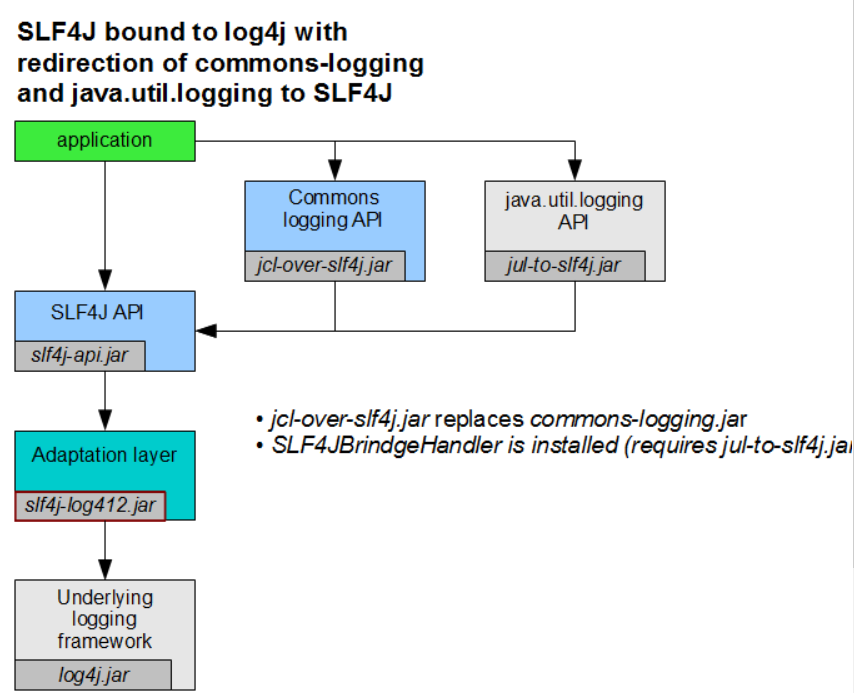 SLF4J bound to log4j with
redirection of commons-logging
and java.util.logging to SLF4J
application
Commons
logging API
jcl-over-slf4j.jar
java.util.logging
API
jul-to-slf4j.jar
SLF4J API
slf4j-api.jar
• jcl-over-slf4j.jar replaces commons-logging.jar
• SLF4JBrindgeHandler is installed (requires jul-to-slf4j.jar
Adaptation layer
slf4j-log412.jar
Underlying
logging
framework
log4j.jar